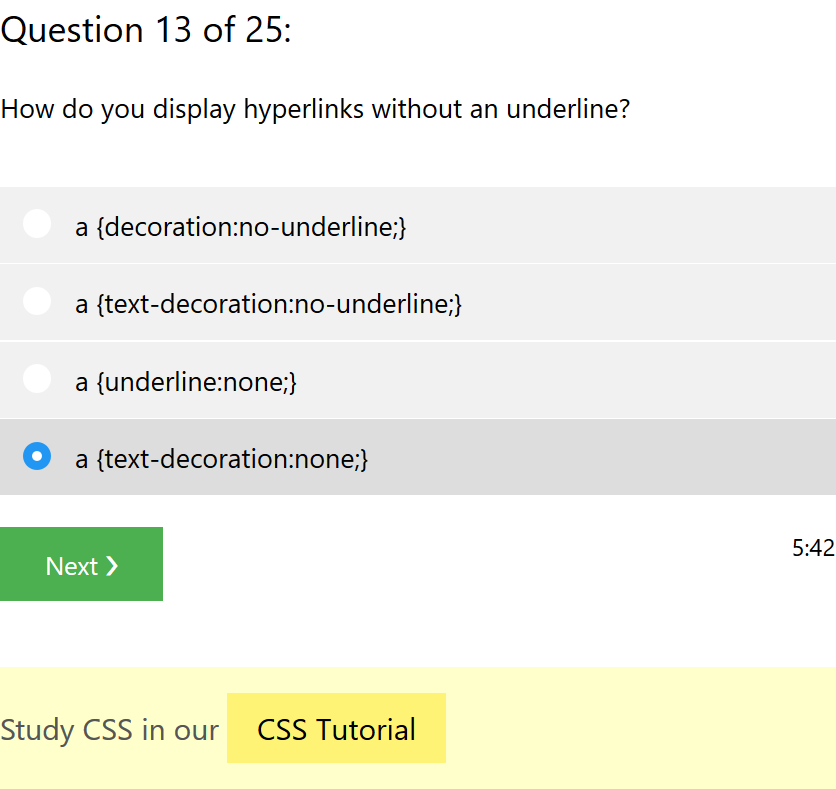 Question 13 of 25:
How do you display hyperlinks without an underline?
a {decoration:no-underline;}
a {text-decoration:no-underline;}
a {underline:none;}
a {text-decoration:none;}
Next ❯
5:42
Study CSS in our CSS Tutorial